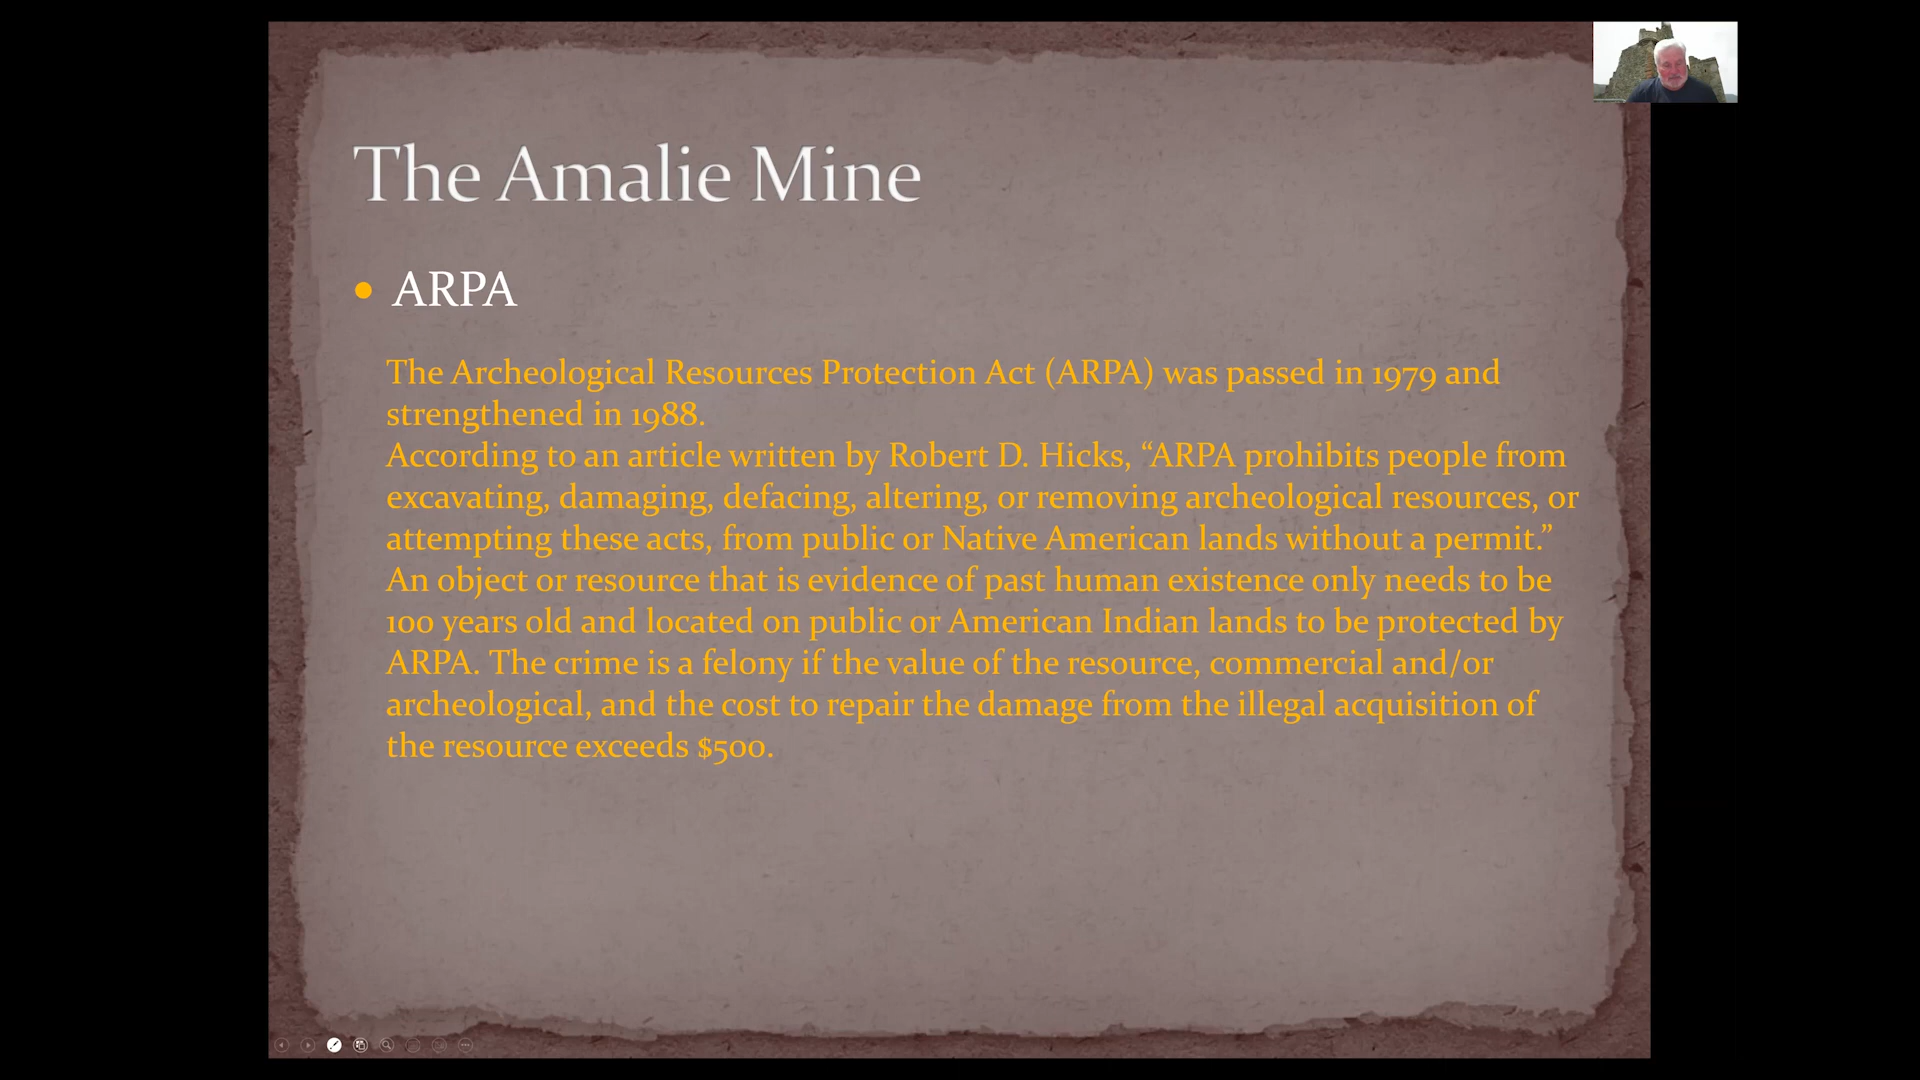 The Amalie Mine
ARPA
The Archeological Resources Protection Act (ARPA) was passed in 1979 and
strengthened in 1988.
According to an article written by Robert D. Hicks, “ARPA prohibits people from
excavating, damaging, defacing, altering, or removing archeological resources, or
attempting these acts, from public or Native American lands without a permit.”
An object or resource that is evidence of past human existence only needs to be
100 years old and located on public or American Indian lands to be protected by
ARPA. The crime is a felony if the value of the resource, commercial and/or
archeological, and the cost to repair the damage from the illegal acquisition of
the resource exceeds $500.